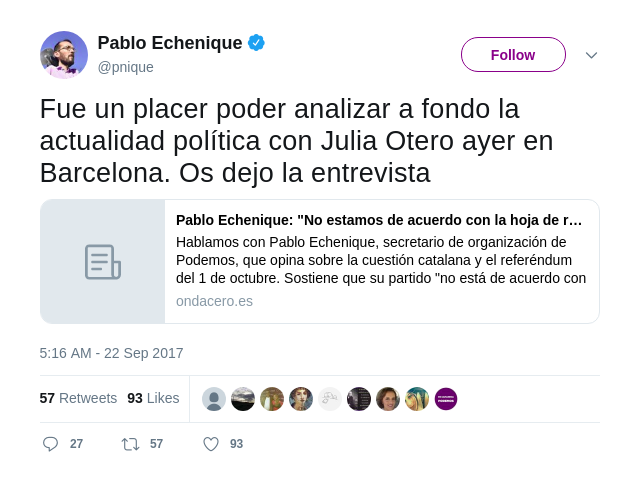 Pablo Echenique
@pnique
Follow
Fue un placer poder analizar a fondo la
actualidad política con Julia Otero ayer en
Barcelona. Os dejo la entrevista
Pablo Echenique: "No estamos de acuerdo con la hoja de r…
Hablamos con Pablo Echenique, secretario de organización de
Podemos, que opina sobre la cuestión catalana y el referéndum
del 1 de octubre. Sostiene que su partido "no está de acuerdo con
ondacero.es
5:16 AM - 22 Sep 2017
57 Retweets 93 Likes
27 57 93